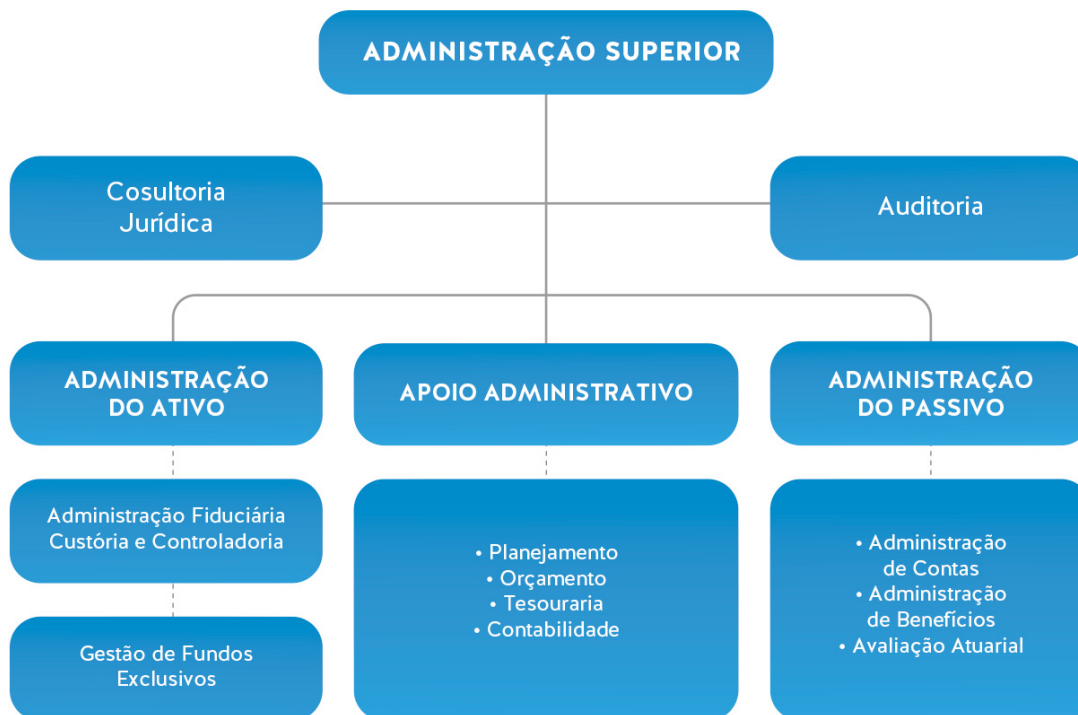 ADMINISTRAÇÃO SUPERIOR
Cosultoria
Jurídica
Auditoria
ADMINISTRAÇÃO
DO ATIVO
APOIO ADMINISTRATIVO
ADMINISTRAÇÃO
DO PASSIVO
Administração Fiduciária
Custória e Controladoria
Gestão de Fundos
Exclusivos
• Planejamento
• Orçamento
• Tesouraria
• Contabilidade
• Administração
de Contas
• Administração
de Benefícios
• Avaliação Atuarial